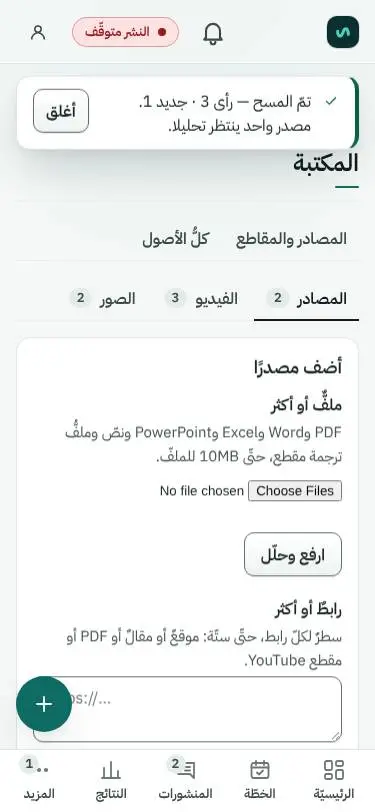 النشر متوقّف
تمّ المسح — رأى 3 · جديد 1.
مصدر واحد ينتظر تحليلا.
أغلق
المكتبة
المصادر والمقاطع
كلُّ الأصول
المصادر 2
الفيديو 3
الصور 2
أضف مصدرًا
ملفٌّ أو أكثر
PDF وWord وExcel وPowerPoint ونصّ وملفُّ
ترجمة مقطع، حتّى 10MB للملفّ.
Choose Files No file chosen
ارفع وحلّل
رابطٌ أو أكثر
سطرٌ لكلّ رابط، حتّى ستّة: موقعٌ أو مقالٌ أو PDF أو
مقطع YouTube.
ps://...
الرئيسيّة
الخطّة
2 المنشورات
النتائج
1 المزيد